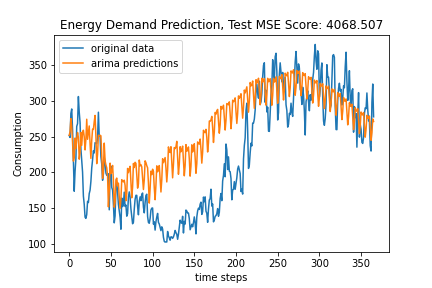 Energy Demand Prediction, Test MSE Score: 4068.507
original data
arima predictions
Consumption
350
300
250
200
150
100
0 50 100 150 200 250 300 350
time steps